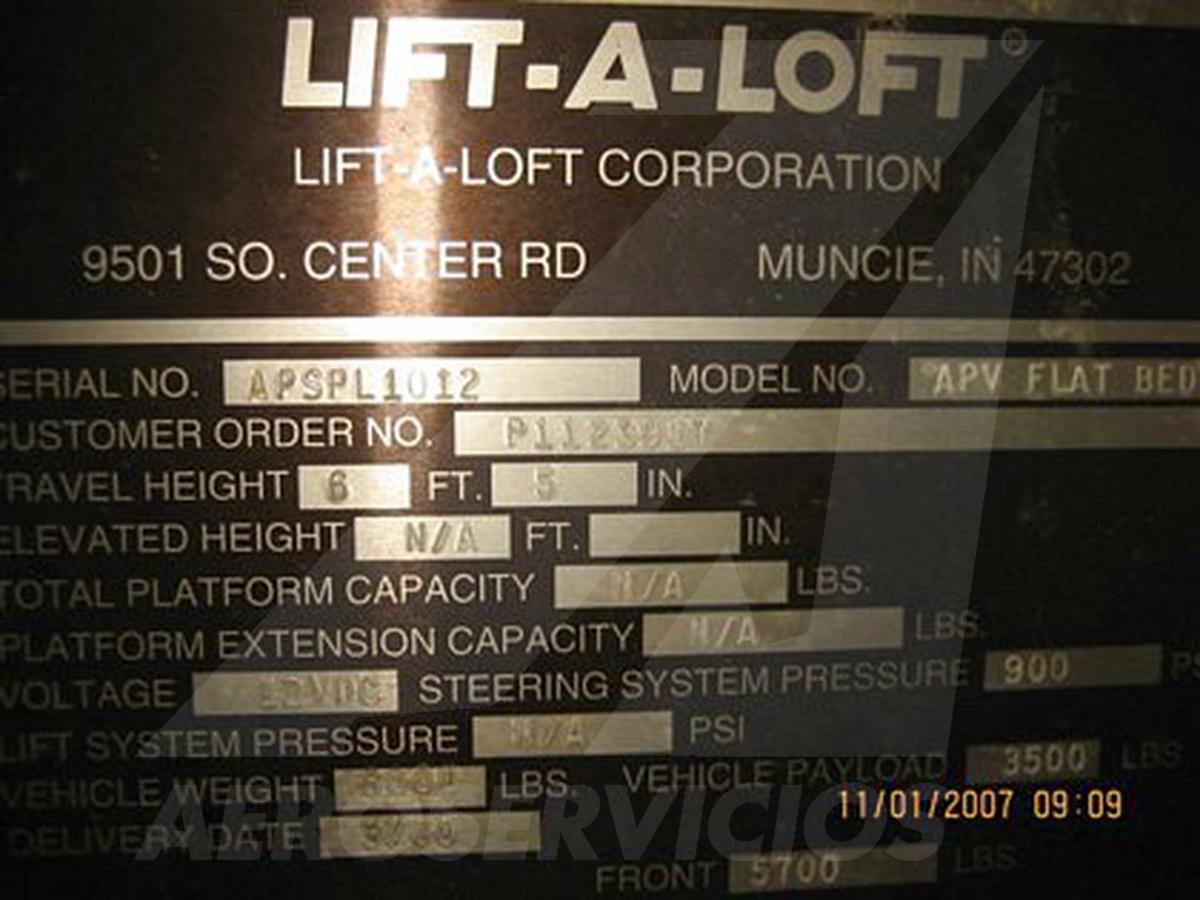 LIFT-A-LOFT®
LIFT-A-LOFT CORPORATION
9501 SO. CENTER RD MUNCIE, IN 47302
SERIAL NO. APSPL1012 MODEL NO. APV FLAT BED
CUSTOMER ORDER NO.
TRAVEL HEIGHT 6 FT. 5 IN.
ELEVATED HEIGHT N/A FT. IN.
TOTAL PLATFORM CAPACITY N/A LBS.
PLATFORM EXTENSION CAPACITY N/A LBS.
VOLTAGE 12VDC STEERING SYSTEM PRESSURE 900 PS
LIFT SYSTEM PRESSURE N/A PSI
VEHICLE WEIGHT LBS. VEHICLE PAYLOAD 3500 LBS
11/01/2007 09:09
DELIVERY DATE
AEROSERVICIOS
FRONT 5700 LBS.